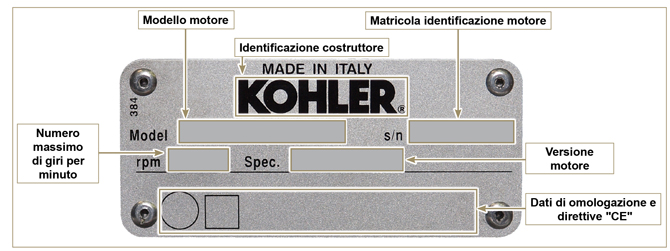 Modello motore
Matricola identificazione motore
Identificazione costruttore
MADE IN ITALY
KOHLER®
384
Model
s/n
Numero
massimo
di giri per
minuto
rpm
Spec.
Versione
motore
Dati di omologazione e
direttive "CE"